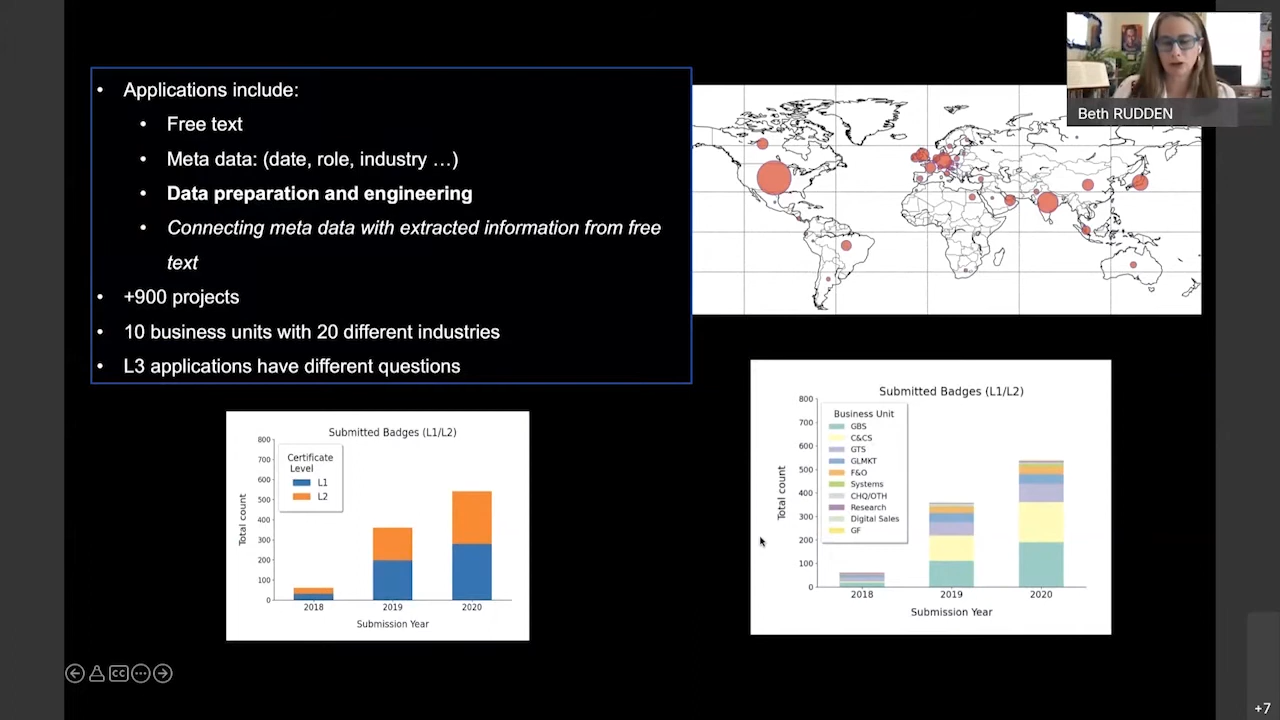 Beth RUDDEN
• Applications include:
• Free text
• Meta data: (date, role, industry …)
• Data preparation and engineering
• Connecting meta data with extracted information from free
text
• +900 projects
• 10 business units with 20 different industries
• L3 applications have different questions
Submitted Badges (L1/L2)
Certificate
Level
L1
L2
800
700
600
500
400
300
200
100
0
Total count
2018 2019 2020
Submission Year
Submitted Badges (L1/L2)
Business Unit
GBS
C&CS
GTS
GLMKT
F&O
Systems
CHQ/OTH
Research
Digital Sales
GF
800
700
600
500
400
300
200
100
0
Total count
2018 2019 2020
Submission Year
CC
+7